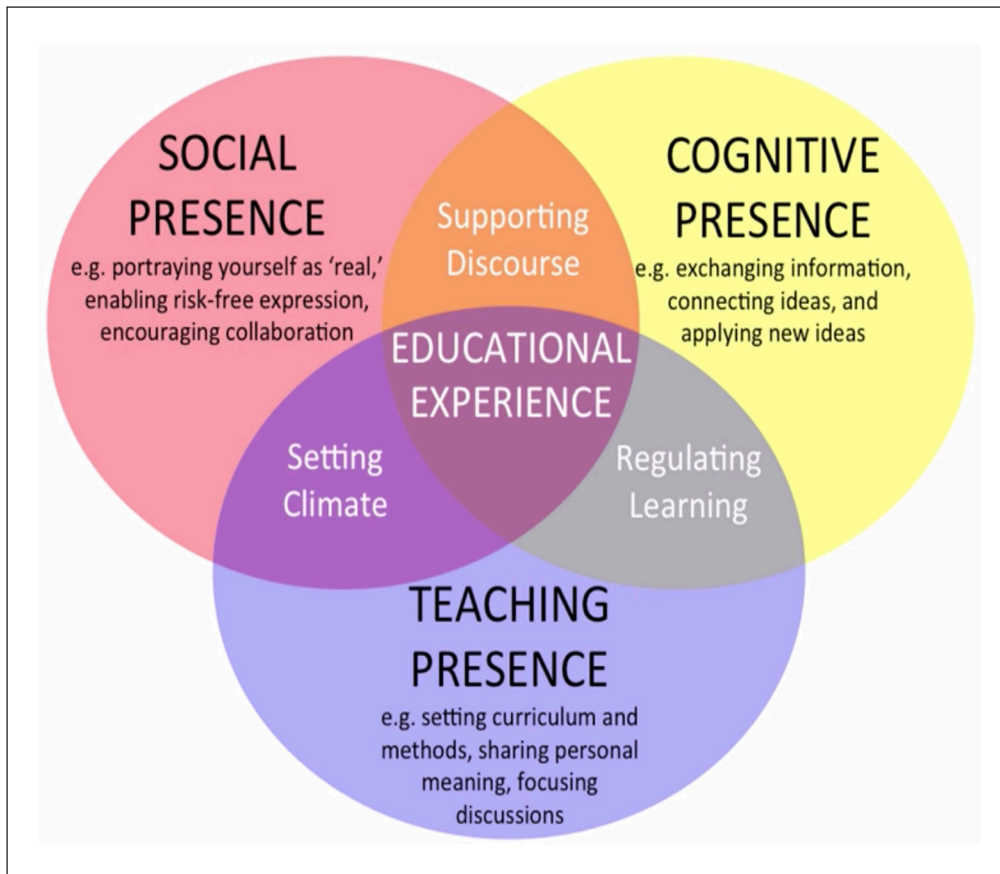 SOCIAL
PRESENCE
e.g. portraying yourself as ‘real,’
enabling risk-free expression,
encouraging collaboration
COGNITIVE
PRESENCE
e.g. exchanging information,
connecting ideas, and
applying new ideas
Supporting
Discourse
EDUCATIONAL
EXPERIENCE
Setting
Climate
Regulating
Learning
TEACHING
PRESENCE
e.g. setting curriculum and
methods, sharing personal
meaning, focusing
discussions